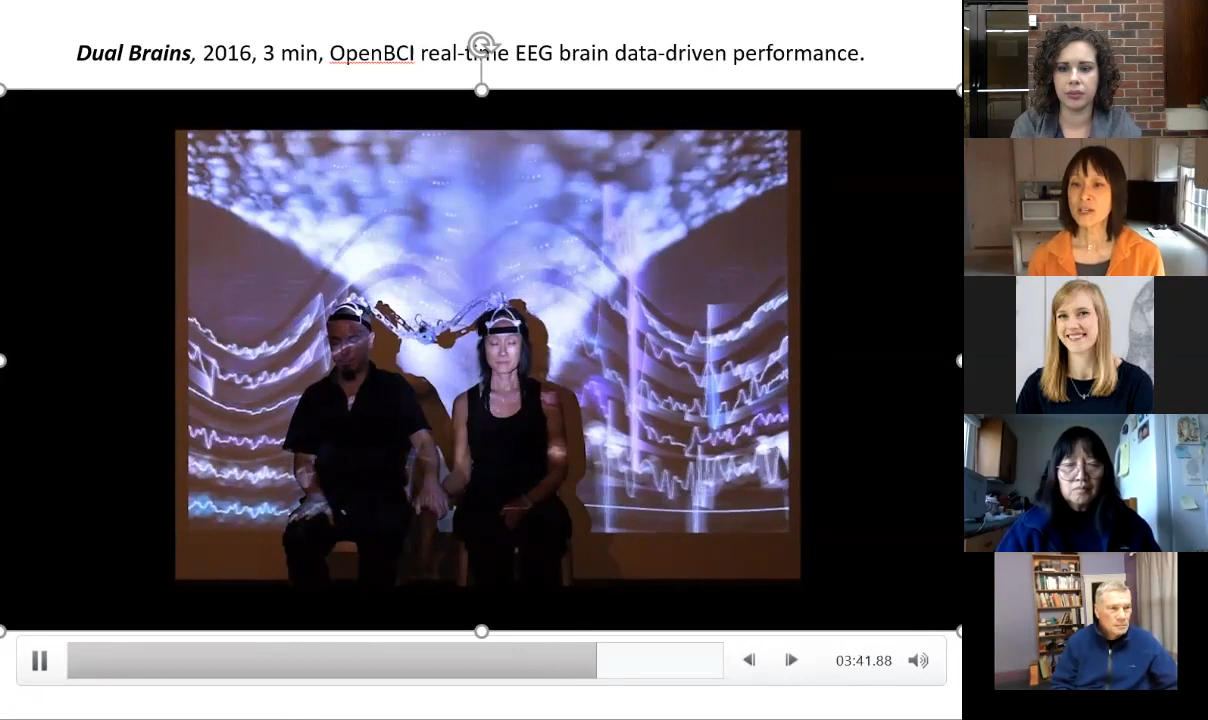 Dual Brains, 2016, 3 min, OpenBCI real-time EEG brain data-driven performance.
03:41.88